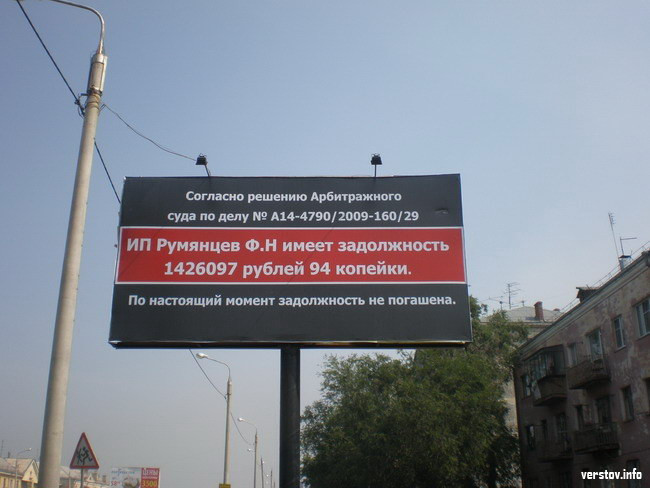 Согласно решению Арбитражного
суда по делу № А14-4790/2009-160/29
ИП Румянцев Ф.Н имеет задолжность
1426097 рублей 94 копейки.
По настоящий момент задолжность не погашена.
verstov.info